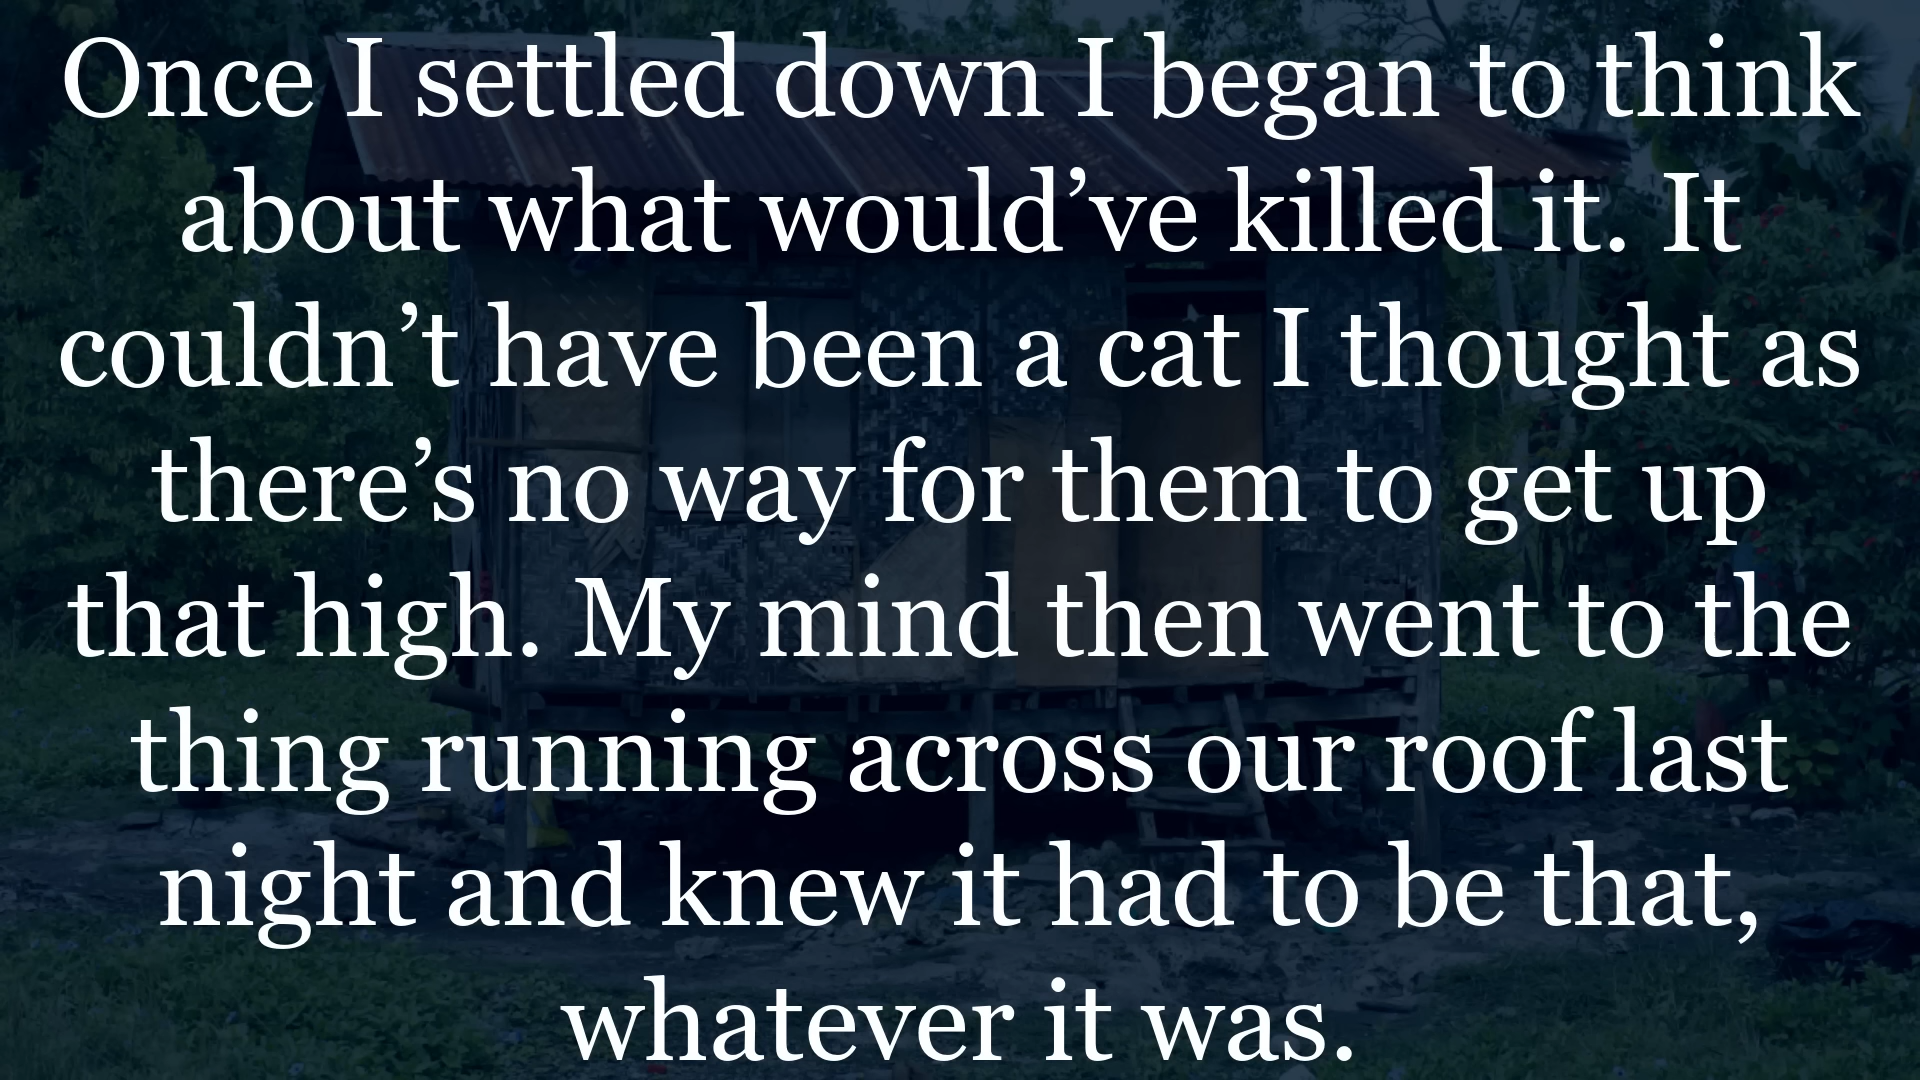 Once I settled down I began to think
about what would’ve killed it. It
couldn’t have been a cat I thought as
there’s no way for them to get up
that high. My mind then went to the
thing running across our roof last
night and knew it had to be that,
whatever it was.